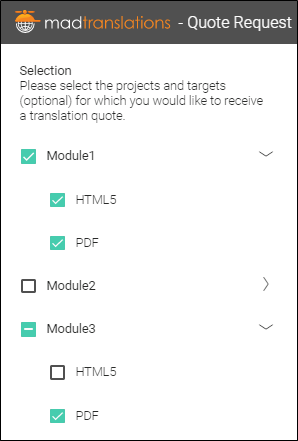 madtranslations - Quote Request
Selection
Please select the projects and targets
(optional) for which you would like to receive
a translation quote.
Module1
HTML5
PDF
Module2
Module3
HTML5
PDF